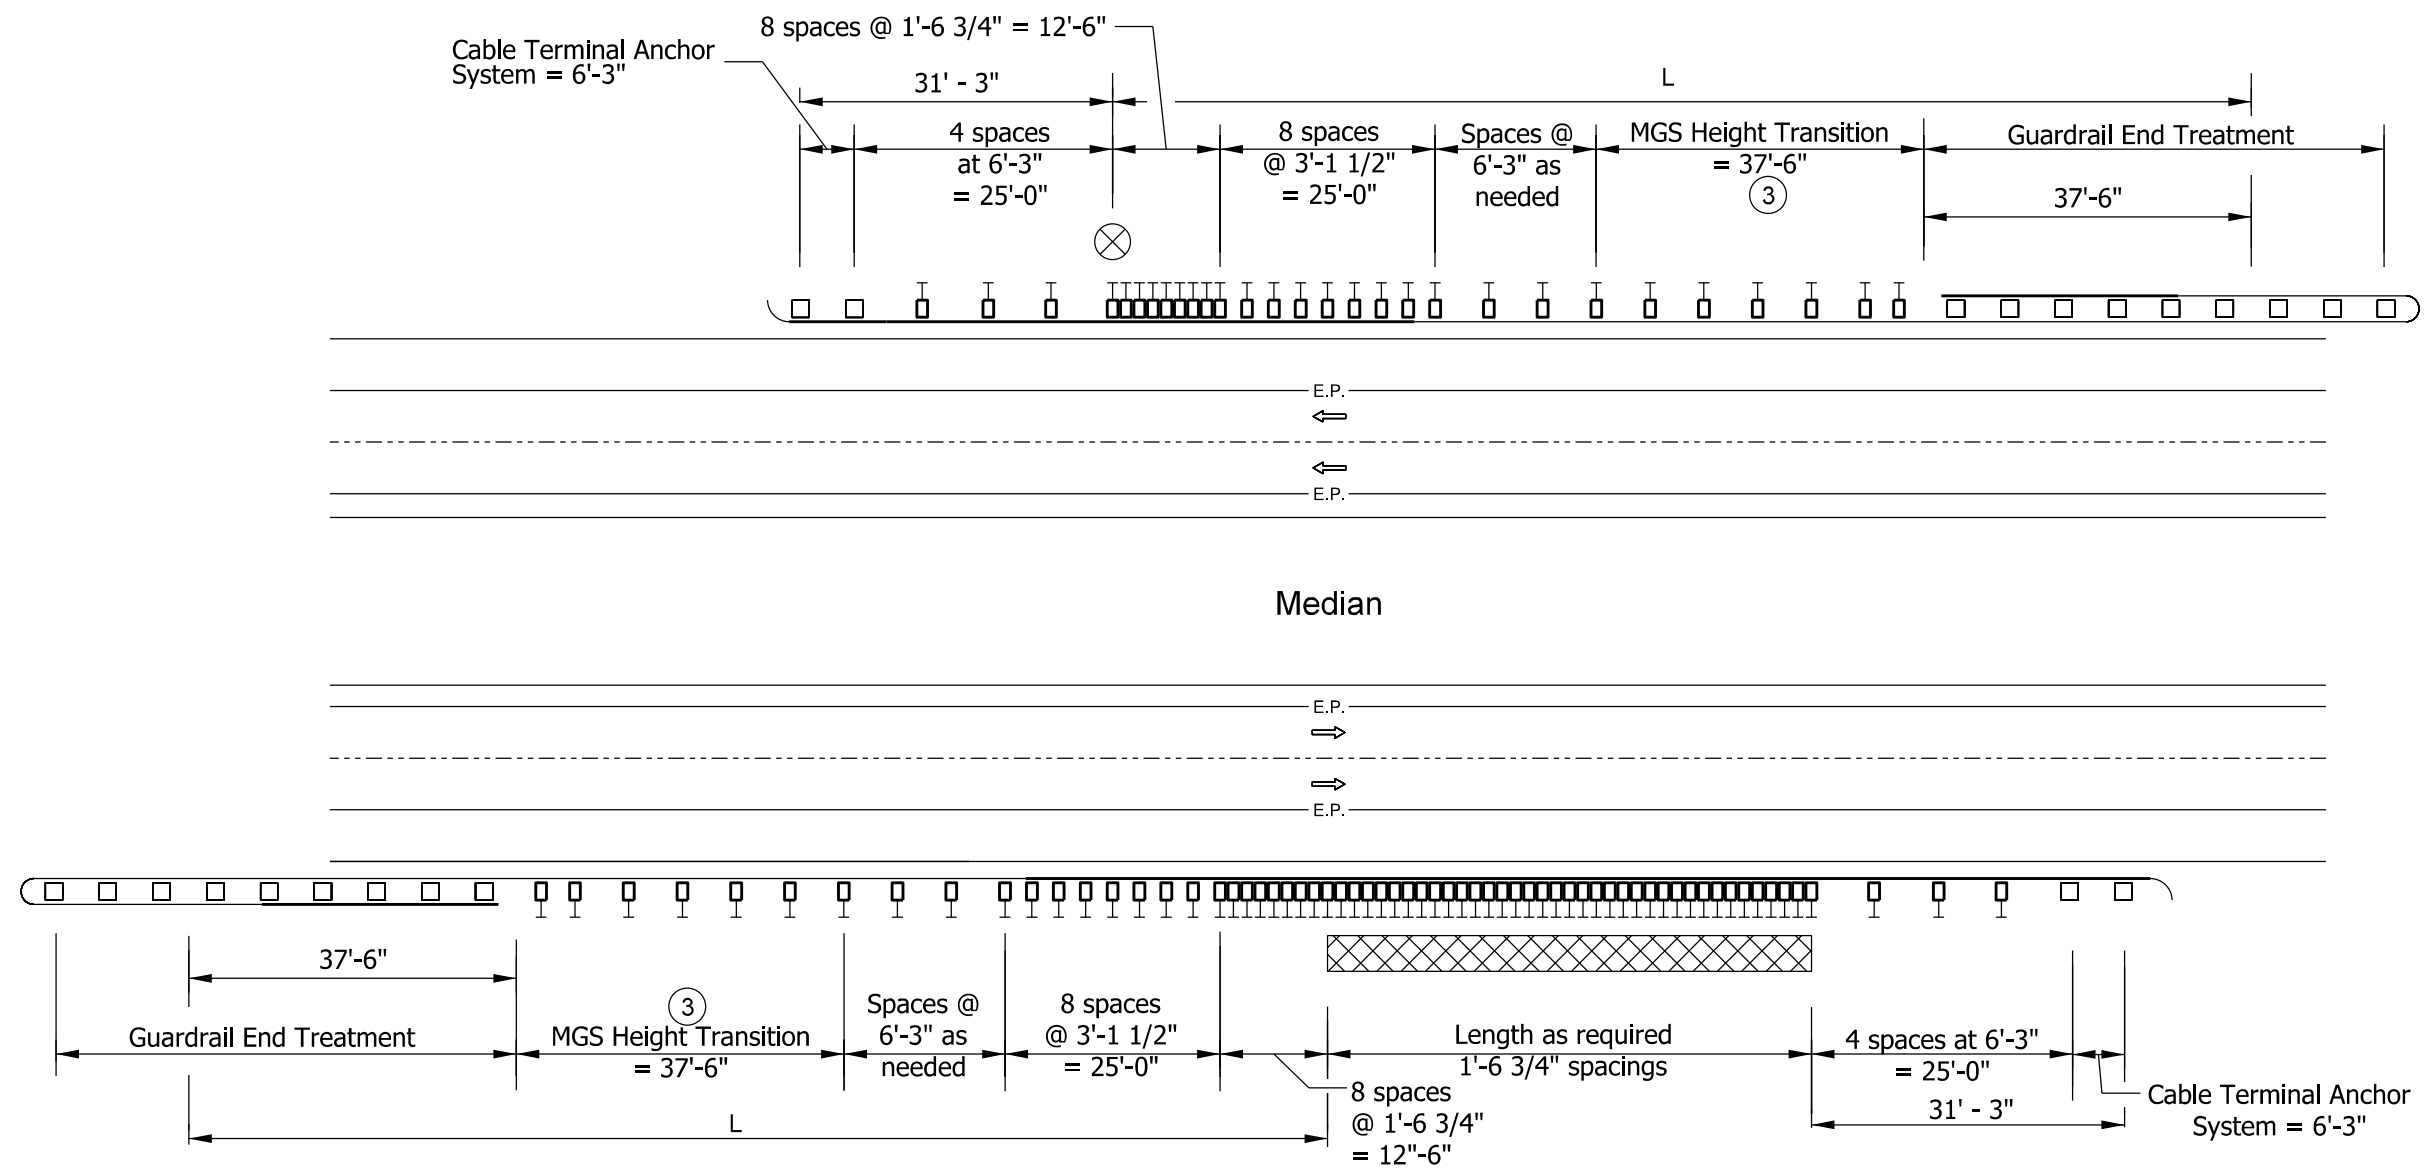 8 spaces @ 1'-6 3/4" = 12'-6"
Cable Terminal Anchor
System = 6'-3"
31' - 3"
L
4 spaces
at 6'-3"
= 25'-0"
8 spaces
@ 3'-1 1/2"
= 25'-0"
Spaces @
6'-3" as
needed
MGS Height Transition
= 37'-6"
3
Guardrail End Treatment
37'-6"
E.P.
E.P.
Median
E.P.
E.P.
37'-6"
Guardrail End Treatment
3
MGS Height Transition
= 37'-6"
Spaces @
6'-3" as
needed
8 spaces
@ 3'-1 1/2"
= 25'-0"
Length as required
1'-6 3/4" spacings
4 spaces at 6'-3"
= 25'-0"
8 spaces
@ 1'-6 3/4"
= 12"-6"
31' - 3"
Cable Terminal Anchor
System = 6'-3"
L